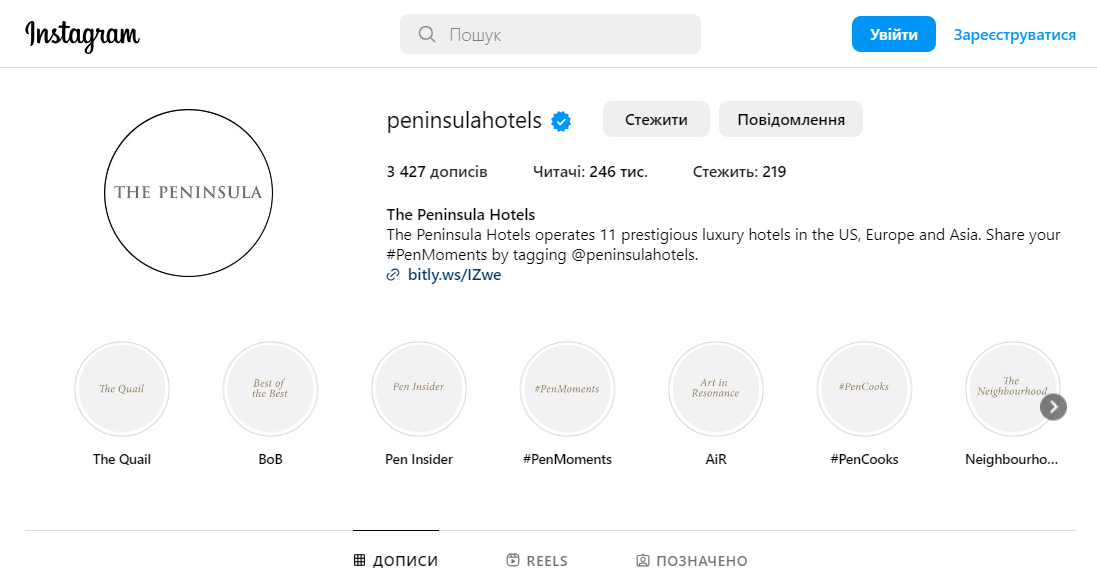 Instagram
Пошук
Увійти
Зареєструватися
THE PENINSULA
peninsulahotels
Стежити
Повідомлення
3 427 дописів
Читачі: 246 тис.
Стежить: 219
The Peninsula Hotels
The Peninsula Hotels operates 11 prestigious luxury hotels in the US, Europe and Asia. Share your
#PenMoments by tagging @peninsulahotels.
bitly.ws/IZwe
The Quail
Best of
the Best
Pen Insider
#PenMoments
Art in
Resonance
#PenCooks
The
Neighbourhood
The Quail
BoB
Pen Insider
#PenMoments
AiR
#PenCooks
Neighbourho...
ДОПИСИ
REELS
ПОЗНАЧЕНО